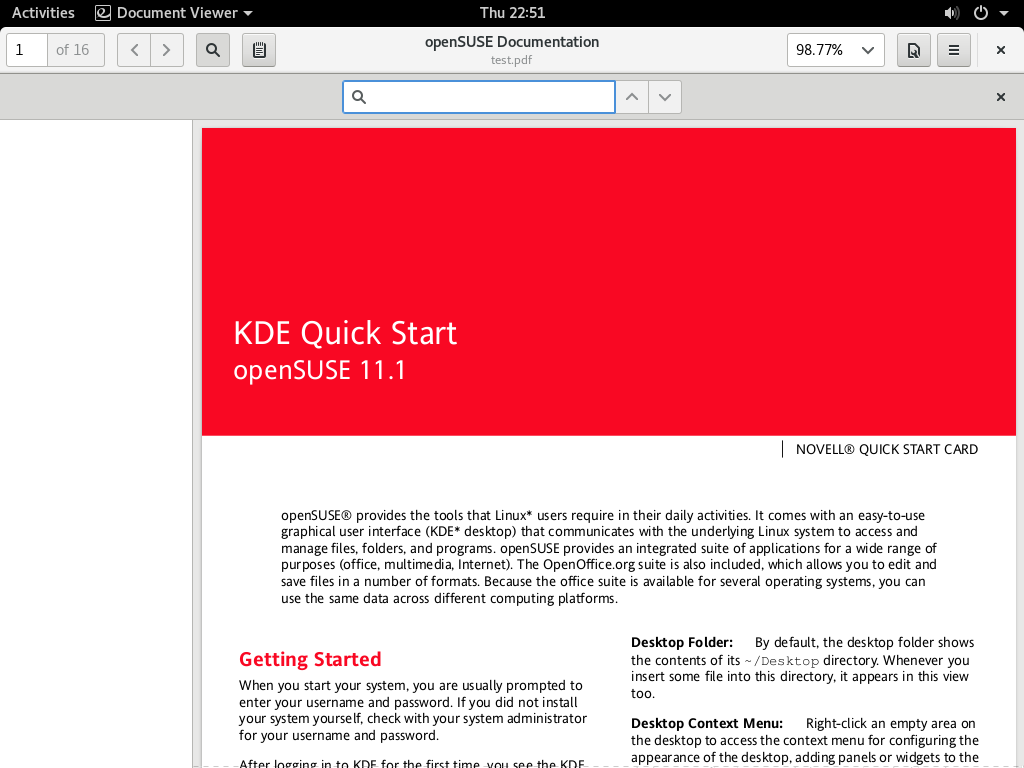 Activities Document Viewer Thu 22:51
1 of 16 openSUSE Documentation 98.77%
test.pdf
KDE Quick Start
openSUSE 11.1
NOVELL® QUICK START CARD
openSUSE® provides the tools that Linux* users require in their daily activities. It comes with an easy-to-use
graphical user interface (KDE* desktop) that communicates with the underlying Linux system to access and
manage files, folders, and programs. openSUSE provides an integrated suite of applications for a wide range of
purposes (office, multimedia, Internet). The OpenOffice.org suite is also included, which allows you to edit and
save files in a number of formats. Because the office suite is available for several operating systems, you can
use the same data across different computing platforms.
Getting Started
When you start your system, you are usually prompted to
enter your username and password. If you did not install
your system yourself, check with your system administrator
for your username and password.
After logging in to KDE for the first time, you see the KDE
Desktop Folder: By default, the desktop folder shows
the contents of its ~/Desktop directory. Whenever you
insert some file into this directory, it appears in this view
too.
Desktop Context Menu: Right-click an empty area on
the desktop to access the context menu for configuring the
appearance of the desktop, adding panels or widgets to the